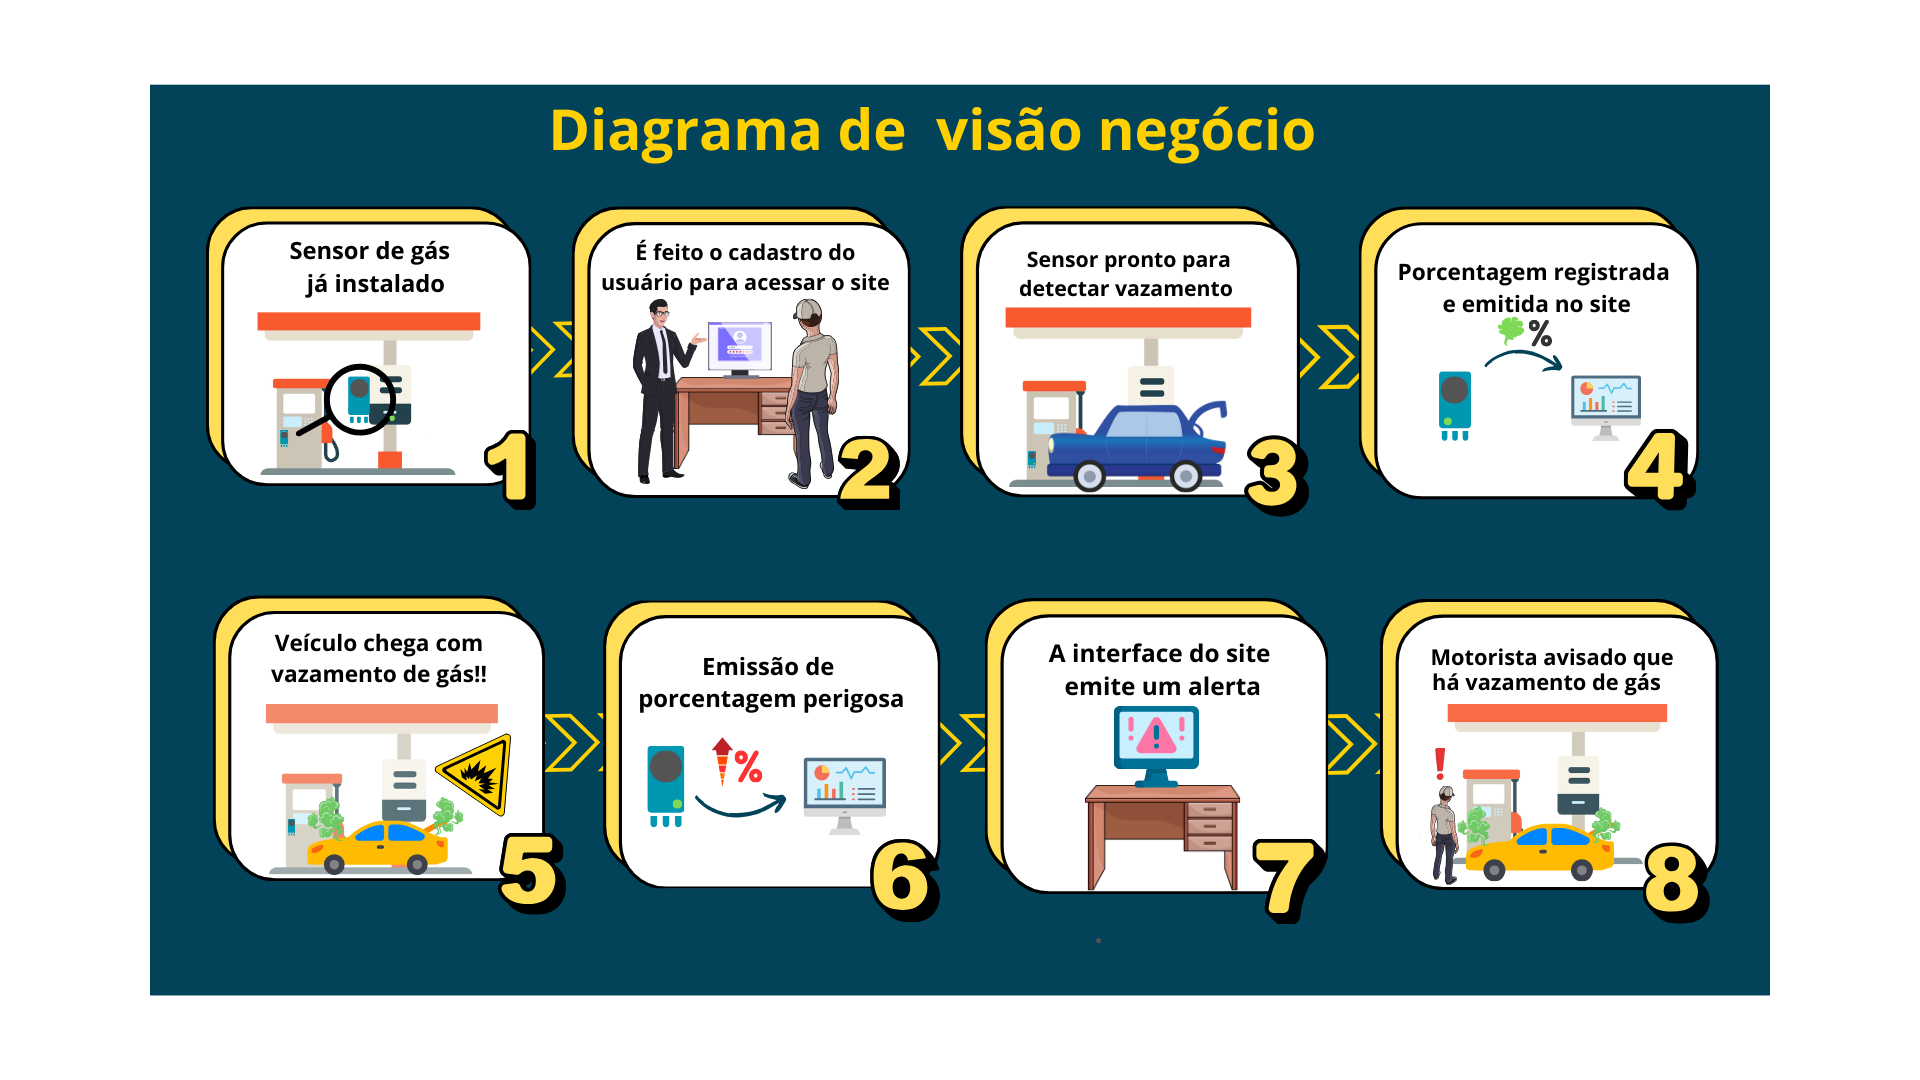 Diagrama de visão negócio
Sensor de gás
já instalado
1
É feito o cadastro do
usuário para acessar o site
2
Sensor pronto para
detectar vazamento
3
Porcentagem registrada
e emitida no site
%
4
Veículo chega com
vazamento de gás!!
5
Emissão de
porcentagem perigosa
%
6
A interface do site
emite um alerta
! ! !
7
Motorista avisado que
há vazamento de gás
!
8